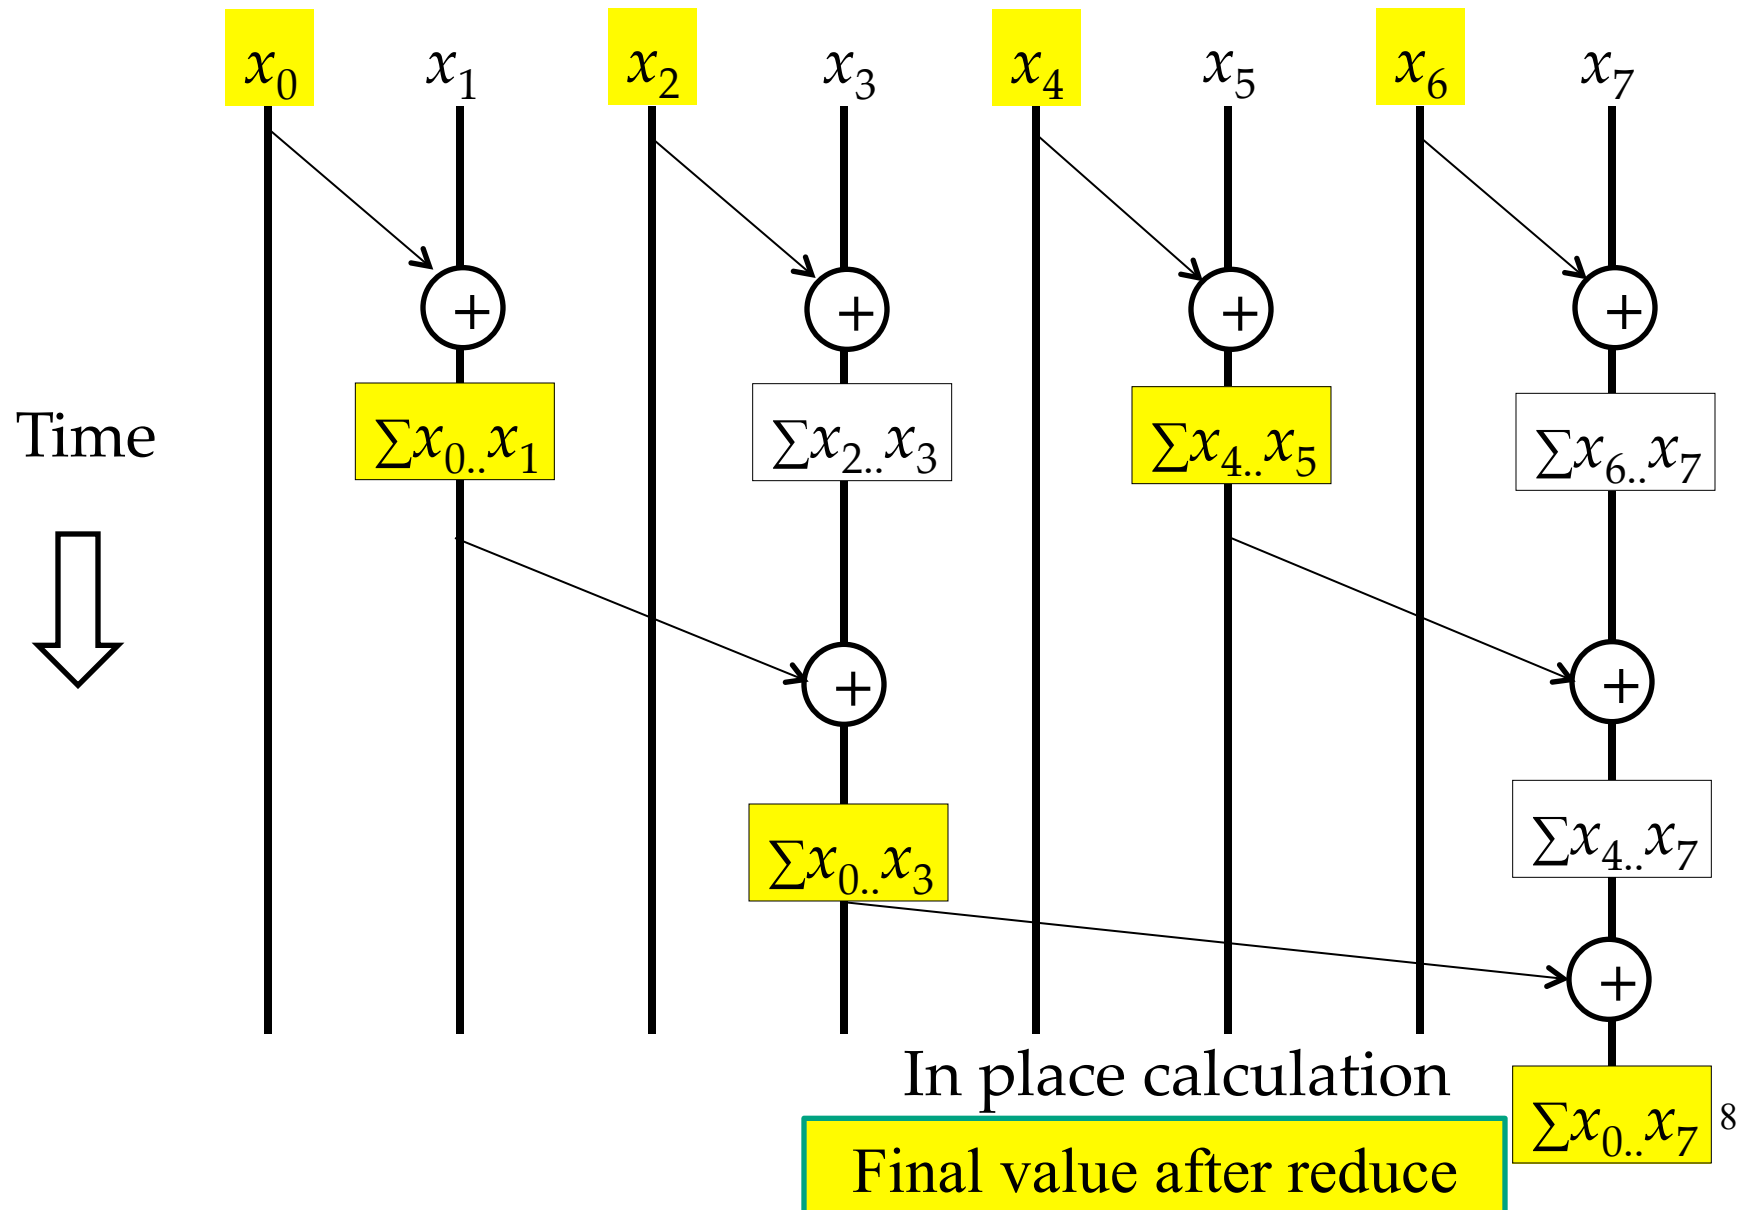 x₀ x₁ x₂ x₃ x₄ x₅ x₆ x₇
+ + + +
∑x₀..x₁ ∑x₂..x₃ ∑x₄..x₅ ∑x₆..x₇
Time
+ +
∑x₀..x₃ ∑x₄..x₇
+
In place calculation
∑x₀..x₇ 8
Final value after reduce